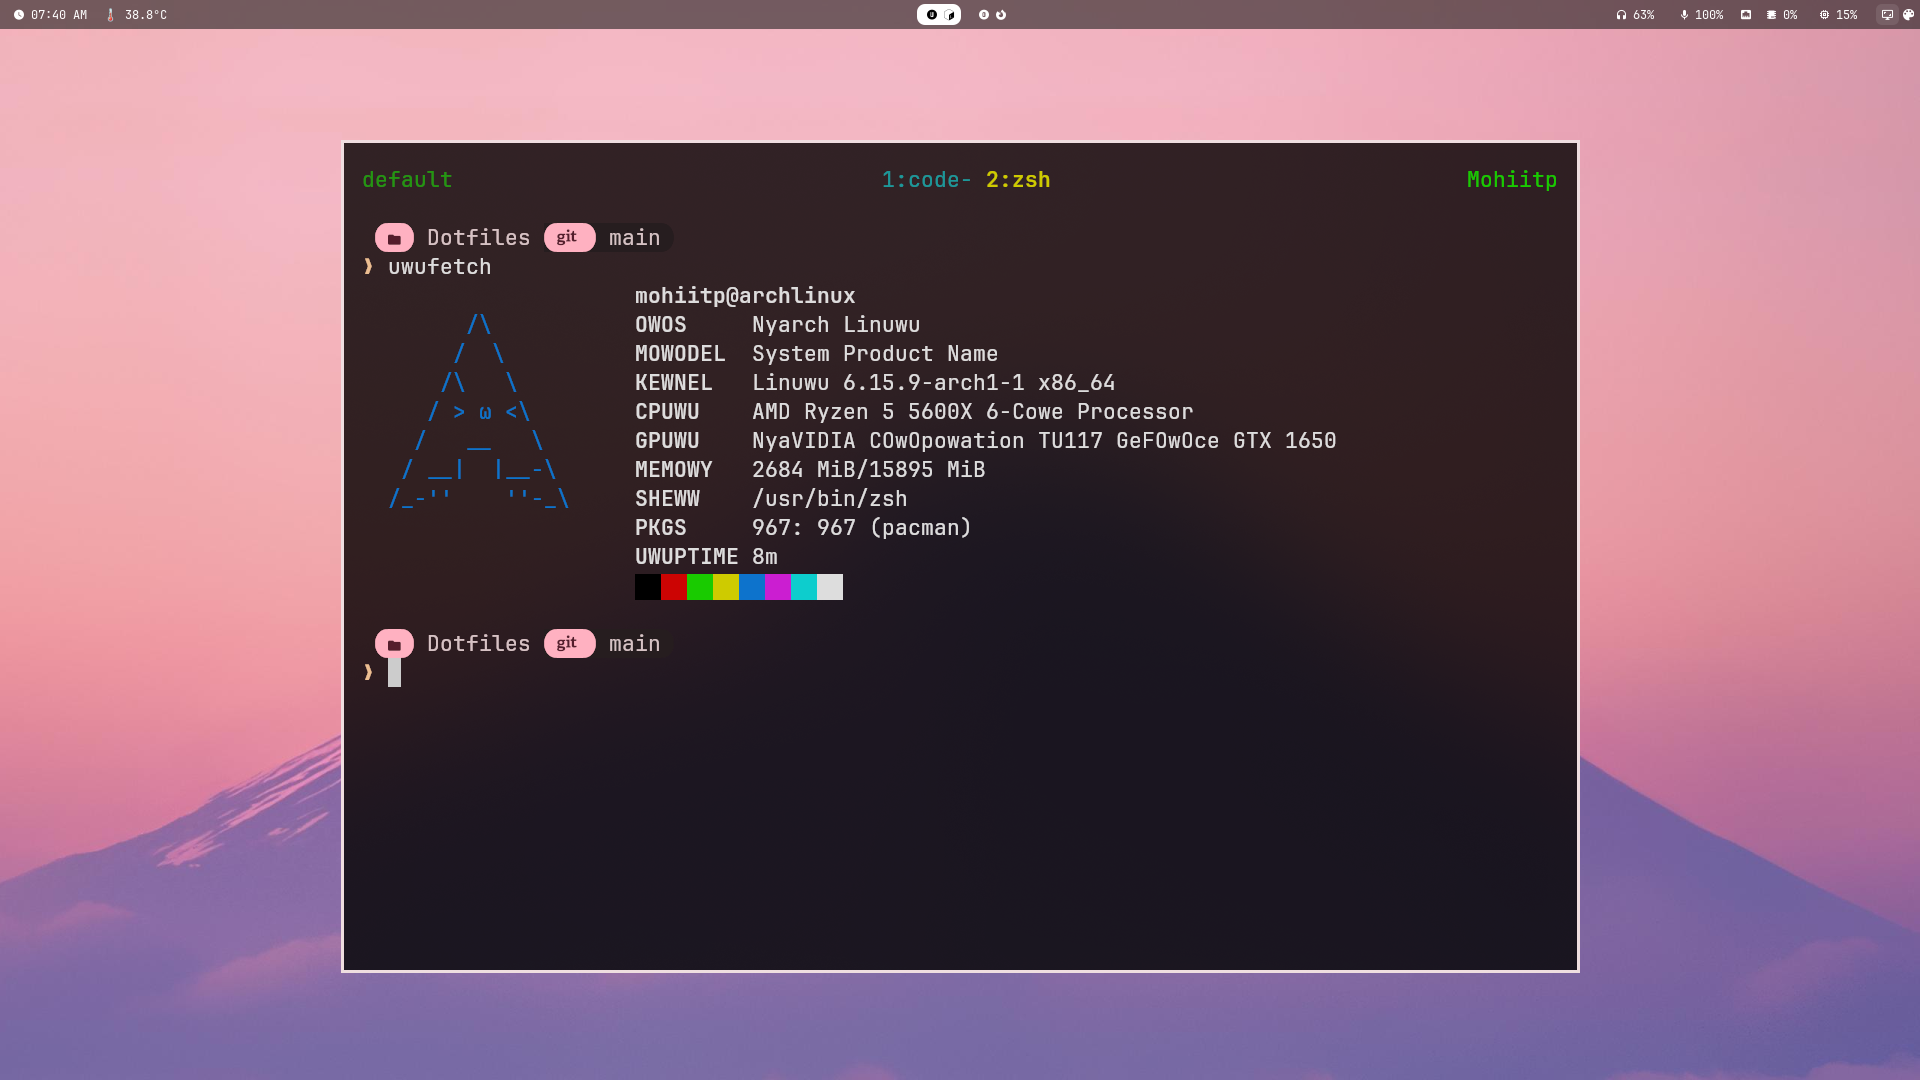 07:40 AM 38.8°C 63% 100% 0% 15%
default 1:code- 2:zsh Mohiitp
Dotfiles git main
❱ uwufetch
mohiitp@archlinux
/\ OWOS Nyarch Linuwu
/  \ MOWODEL System Product Name
/\   \ KEWNEL Linuwu 6.15.9-arch1-1 x86_64
/ > ω <\ CPUWU AMD Ryzen 5 5600X 6-Cowe Processor
/   __   \ GPUWU NyaVIDIA COwOpowation TU117 GeFOwOce GTX 1650
/ __|  |__-\ MEMOWY 2684 MiB/15895 MiB
/_-''    ''-_\ SHEWW /usr/bin/zsh
PKGS 967: 967 (pacman)
UWUPTIME 8m
Dotfiles git main
❱